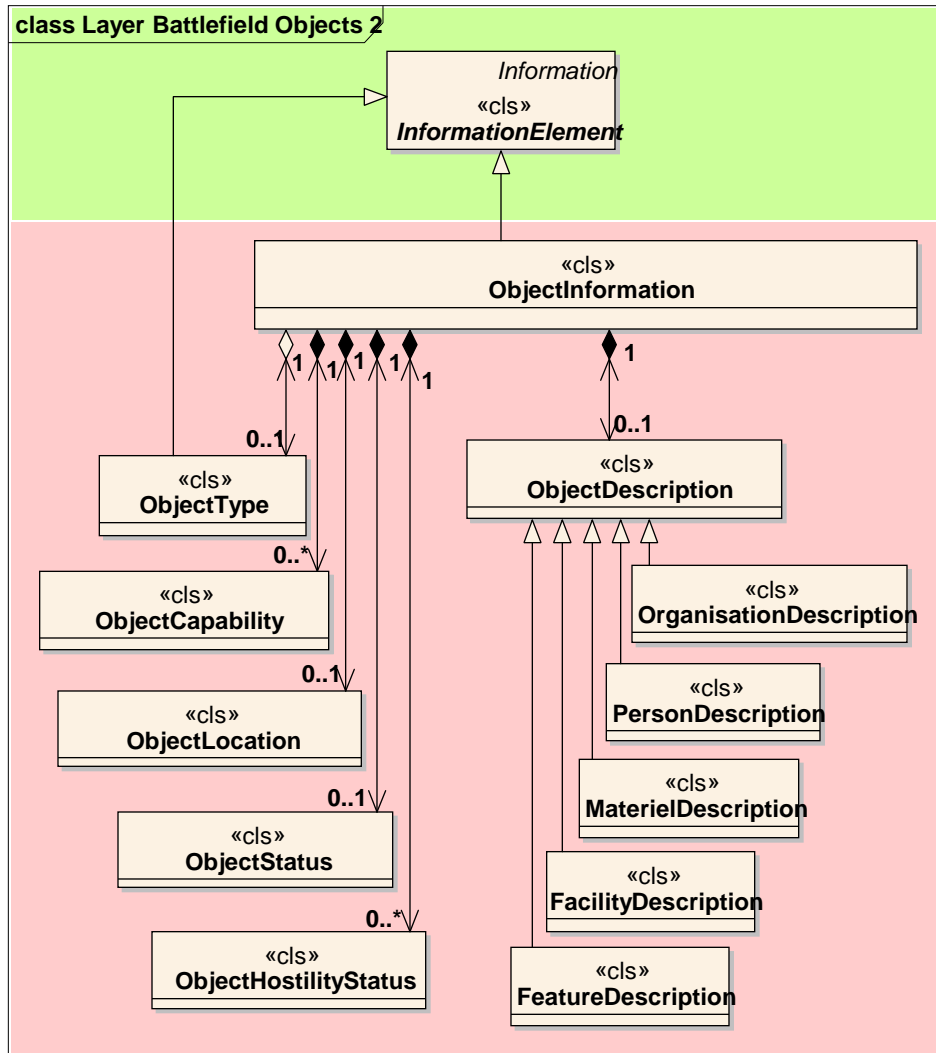 class Layer Battlefield Objects 2
Information
«cls»
InformationElement
«cls»
ObjectInformation
1
1
1
1
1
1
0..1
0..1
«cls»
ObjectType
«cls»
ObjectDescription
0..*
«cls»
ObjectCapability
«cls»
OrganisationDescription
0..1
«cls»
ObjectLocation
«cls»
PersonDescription
0..1
«cls»
ObjectStatus
«cls»
MaterielDescription
«cls»
FacilityDescription
0..*
«cls»
ObjectHostilityStatus
«cls»
FeatureDescription